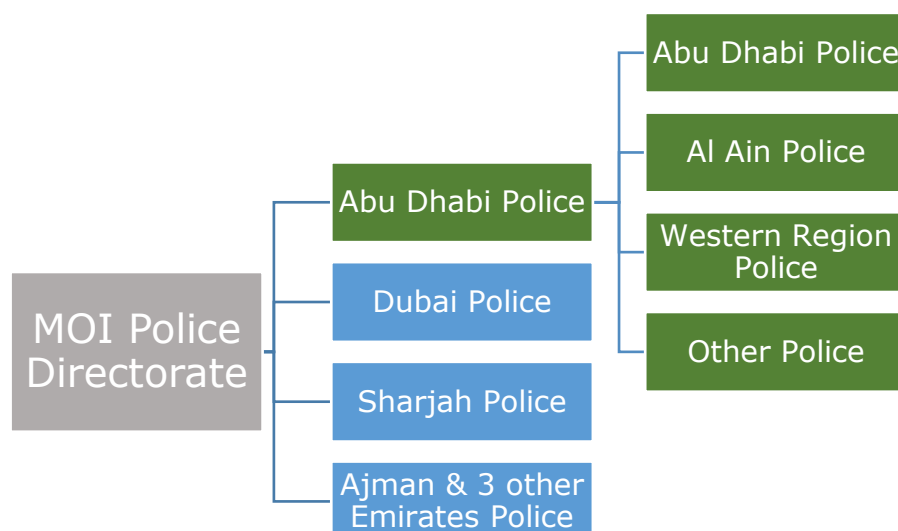 MOI Police
Directorate
Abu Dhabi Police
Dubai Police
Sharjah Police
Ajman & 3 other
Emirates Police
Abu Dhabi Police
Al Ain Police
Western Region
Police
Other Police